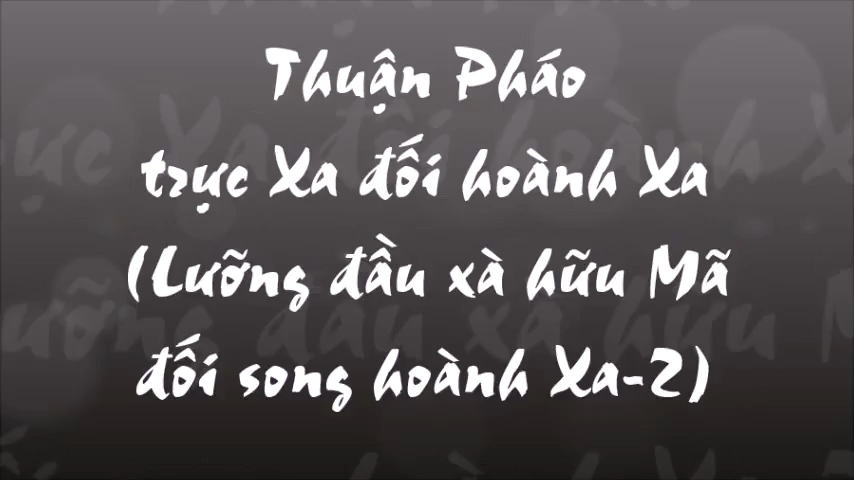 Thuận Pháo
trực Xa đối hoành Xa
(Lưỡng đầu xà hữu Mã
đối song hoành Xa-2)